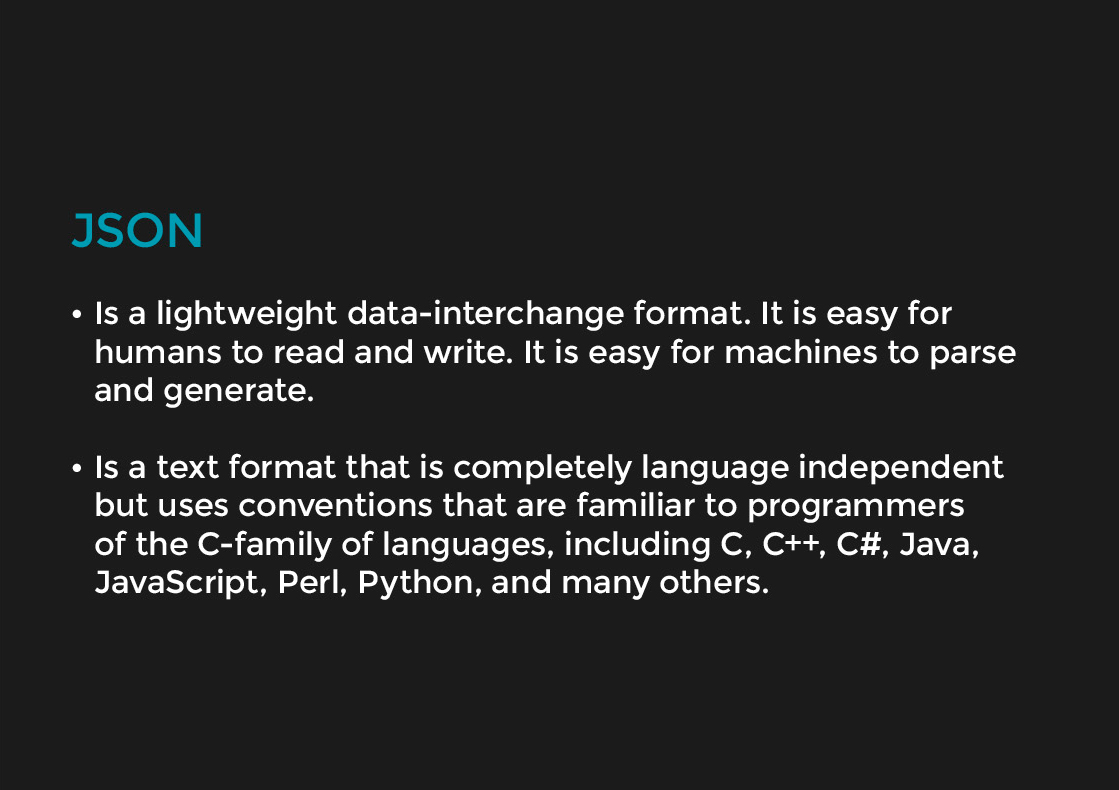 JSON
• Is a lightweight data-interchange format. It is easy for
humans to read and write. It is easy for machines to parse
and generate.
• Is a text format that is completely language independent
but uses conventions that are familiar to programmers
of the C-family of languages, including C, C++, C#, Java,
JavaScript, Perl, Python, and many others.